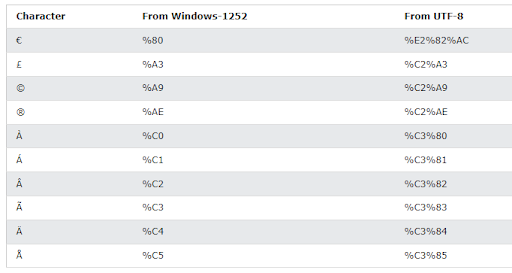 Character From Windows-1252 From UTF-8
€ %80 %E2%82%AC
£ %A3 %C2%A3
© %A9 %C2%A9
® %AE %C2%AE
À %C0 %C3%80
Á %C1 %C3%81
Â %C2 %C3%82
Ã %C3 %C3%83
Ä %C4 %C3%84
Å %C5 %C3%85